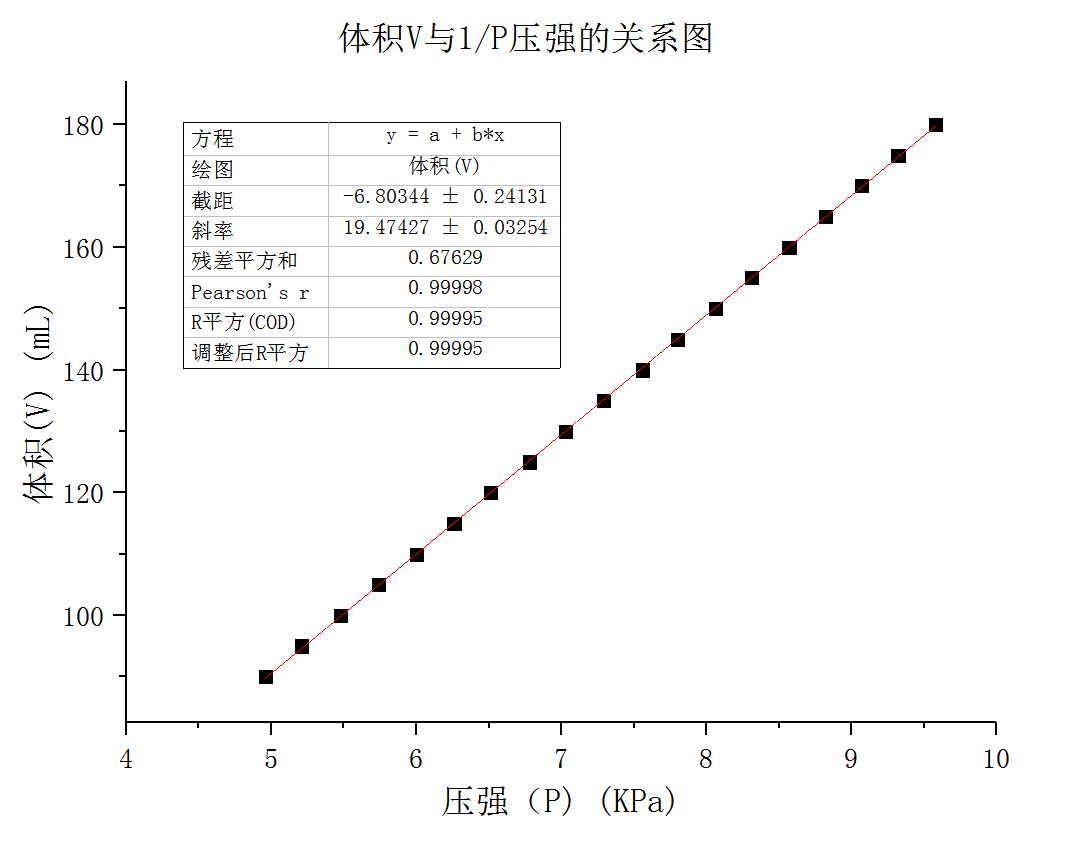 体积V与1/P压强的关系图
方程 y = a + b*x
绘图 体积(V)
截距 -6.80344 ± 0.24131
斜率 19.47427 ± 0.03254
残差平方和 0.67629
Pearson's r 0.99998
R平方(COD) 0.99995
调整后R平方 0.99995
体积(V) (mL)
180
160
140
120
100
4 5 6 7 8 9 10
压强（P) (KPa)